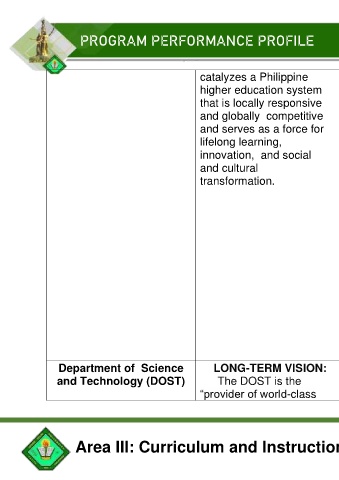 PROGRAM PERFORMANCE PROFILE
catalyzes a Philippine
higher education system
that is locally responsive
and globally competitive
and serves as a force for
lifelong learning,
innovation, and social
and cultural
transformation.
Department of Science
and Technology (DOST)
LONG-TERM VISION:
The DOST is the
“provider of world-class
Area III: Curriculum and Instruction